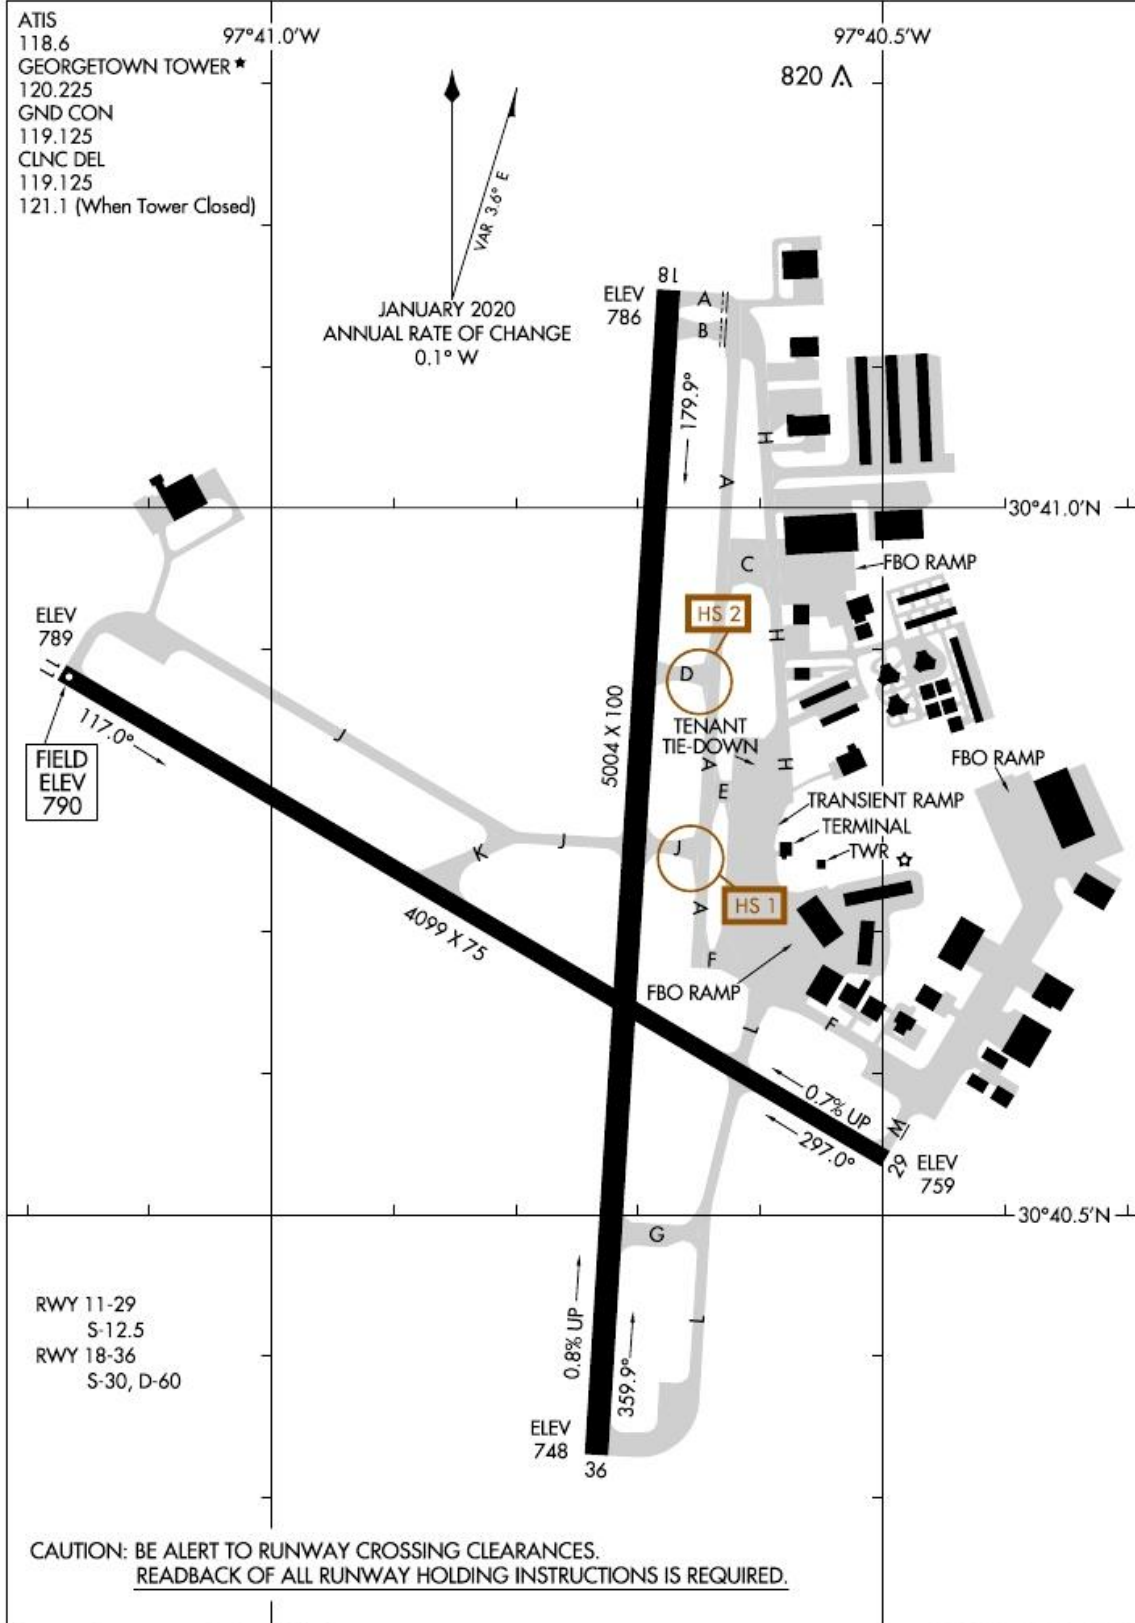 ATIS
118.6
GEORGETOWN TOWER★
120.225
GND CON
119.125
CLNC DEL
119.125
121.1 (When Tower Closed)
97°41.0'W
97°40.5'W
820
VAR 3.6° E
JANUARY 2020
ANNUAL RATE OF CHANGE
0.1° W
ELEV
786
18
A
B
179.9°
H
A
30°41.0'N
C
FBO RAMP
HS 2
H
ELEV
789
11
D
117.0°
5004 X 100
TENANT
TIE-DOWN
FIELD
ELEV
790
J
A
H
E
FBO RAMP
TRANSIENT RAMP
TERMINAL
TWR
K
J
J
HS 1
A
4099 X 75
F
FBO RAMP
L
F
0.7% UP
297.0°
M
29
ELEV
759
30°40.5'N
G
L
0.8% UP
359.9°
RWY 11-29
S-12.5
RWY 18-36
S-30, D-60
ELEV
748
36
CAUTION: BE ALERT TO RUNWAY CROSSING CLEARANCES.
READBACK OF ALL RUNWAY HOLDING INSTRUCTIONS IS REQUIRED.